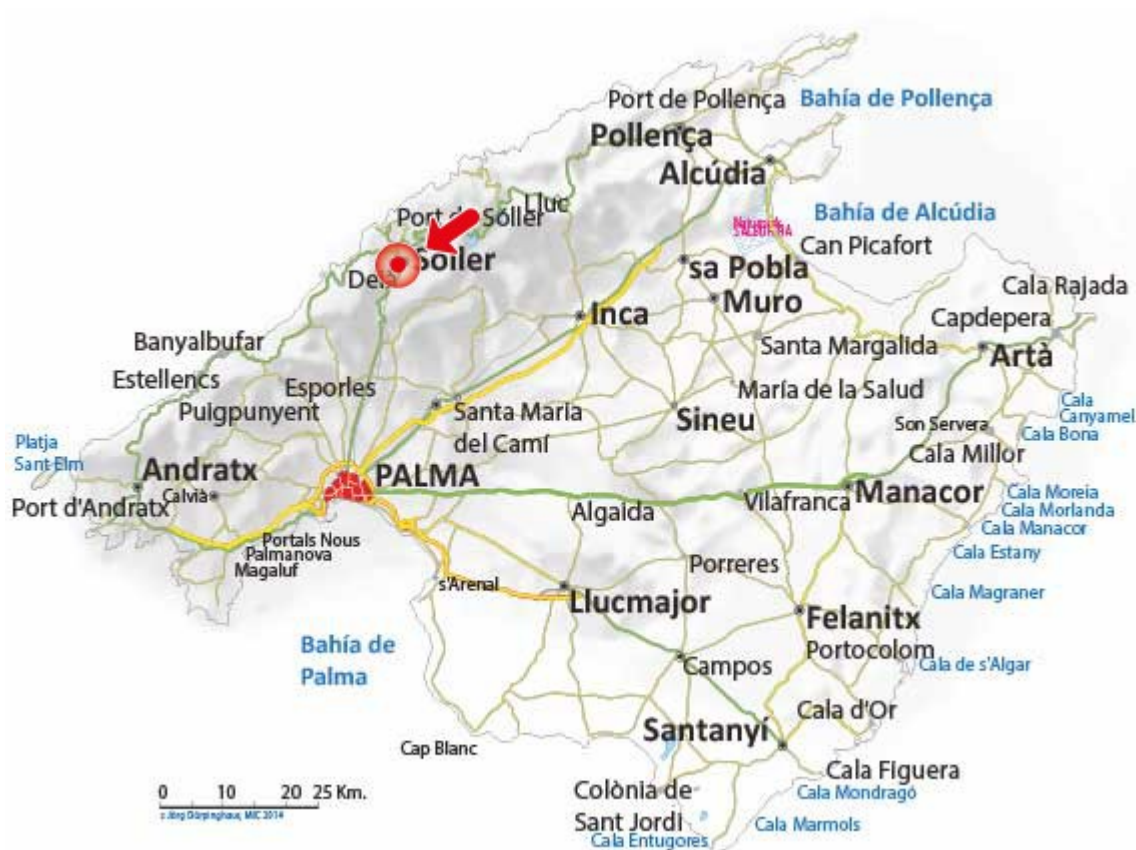 Port de Pollença
Bahía de Pollença
Pollença
Alcúdia
Lluc
Port de Sóller
Bahía de Alcúdia
Can Picafort
Sóller
sa Pobla
Muro
Cala Rajada
Inca
Capdepera
Banyalbufar
Santa Margalida
Artà
Estellencs
Esporles
María de la Salud
Puigpunyent
Santa Maria
del Camí
Sineu
Cala
Canyamel
Son Servera
Cala Bona
Platja
Sant Elm
Andratx
PALMA
Cala Millor
Calvià
Vilafranca
Manacor
Cala Moreia
Port d'Andratx
Algaida
Cala Morlanda
Cala Manacor
Portals Nous
Palmanova
Magaluf
Cala Estany
Porreres
s'Arenal
Cala Magraner
Llucmajor
Felanitx
Bahía de
Palma
Portocolom
Campos
Cala de s'Algar
Cala d'Or
Santanyí
Cap Blanc
Cala Figuera
0 10 20 25 Km.
Colònia de
Sant Jordi
Cala Mondragó
Cala Marmols
Cala Entugores